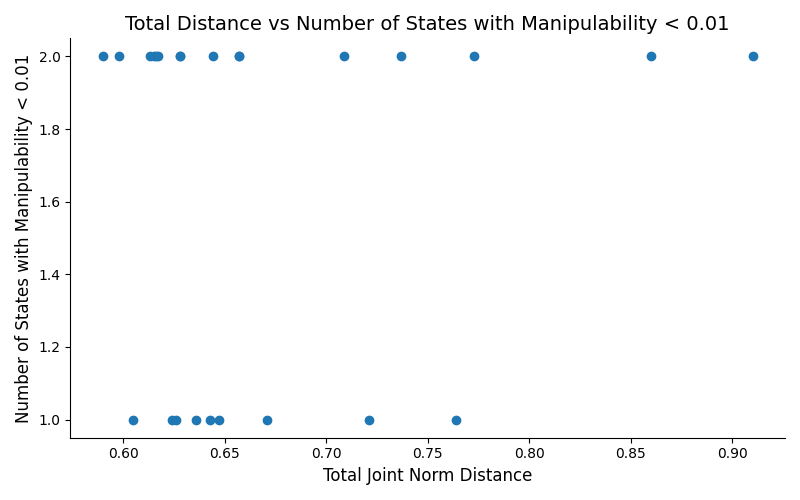 Total Distance vs Number of States with Manipulability < 0.01
Number of States with Manipulability < 0.01
2.0
1.8
1.6
1.4
1.2
1.0
0.60 0.65 0.70 0.75 0.80 0.85 0.90
Total Joint Norm Distance